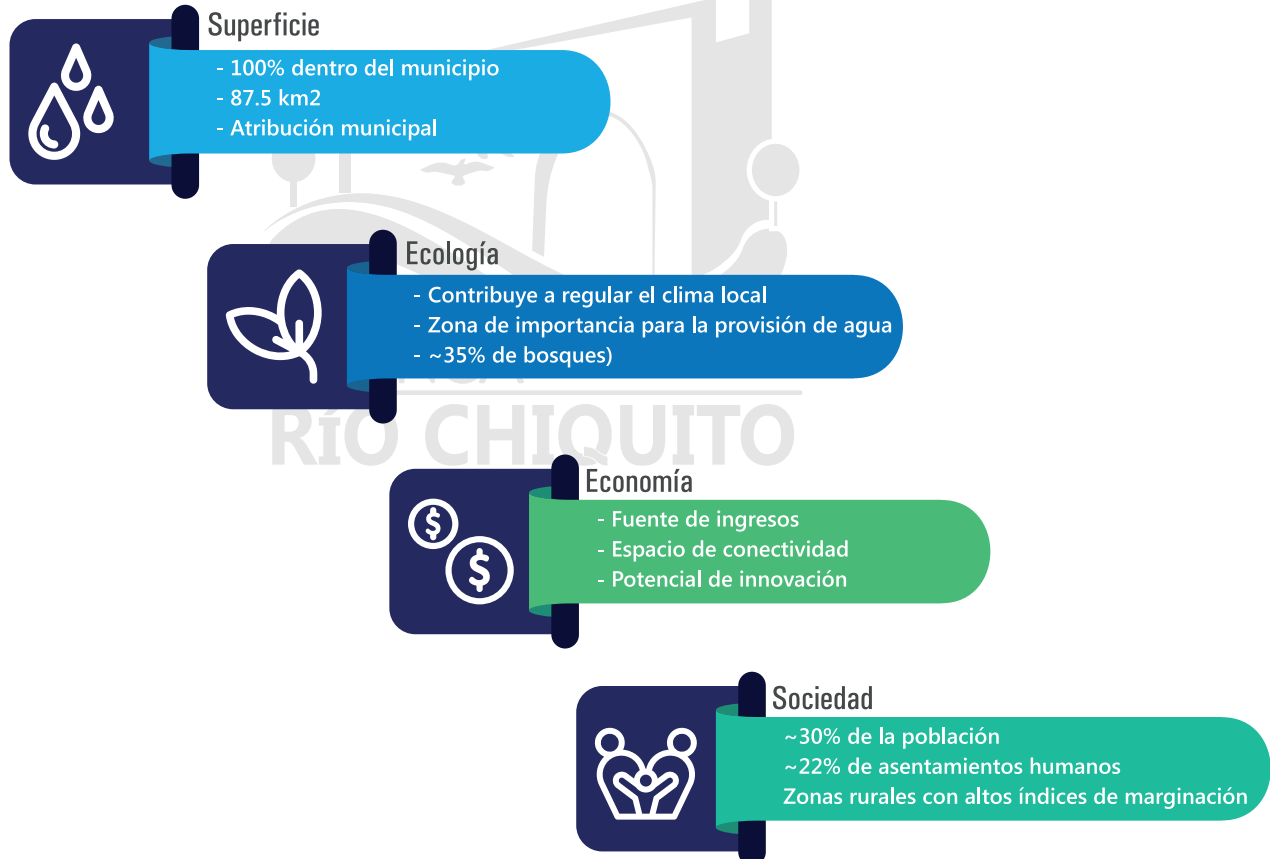 Superficie
- 100% dentro del municipio
- 87.5 km2
- Atribución municipal
Ecología
- Contribuye a regular el clima local
- Zona de importancia para la provisión de agua
- ~35% de bosques)
RÍO CHIQUITO
Economía
- Fuente de ingresos
- Espacio de conectividad
- Potencial de innovación
Sociedad
~30% de la población
~22% de asentamientos humanos
Zonas rurales con altos índices de marginación